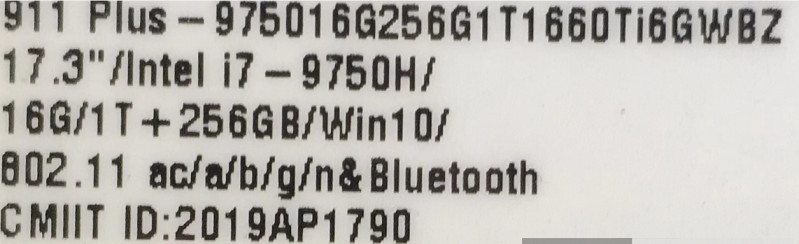 911 Plus-975016G256G1T1660Ti6GWBZ
17.3"/Intel i7-9750H/
16G/1T+256GB/Win10/
802.11 ac/a/b/g/n&Bluetooth
CMIIT ID:2019AP1790